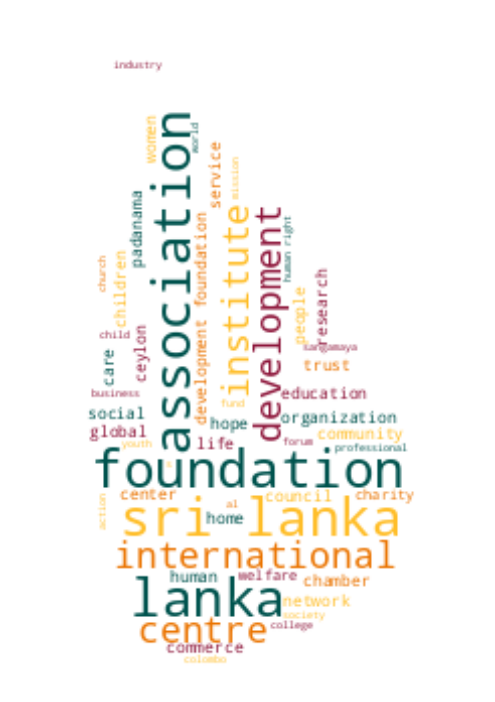 industry
women
association
world
service
mission
padanama
development foundation
institute
development
human right
church
children
people
research
child
care
ceylon
sangamaya
trust
business
fund
education
social
hope
organization
global
life
forum
community
youth
professional
foundation
action
center
council
charity
al
sri lanka
home
international
human
welfare
chamber
lanka
network
society
centre
college
commerce
colombo